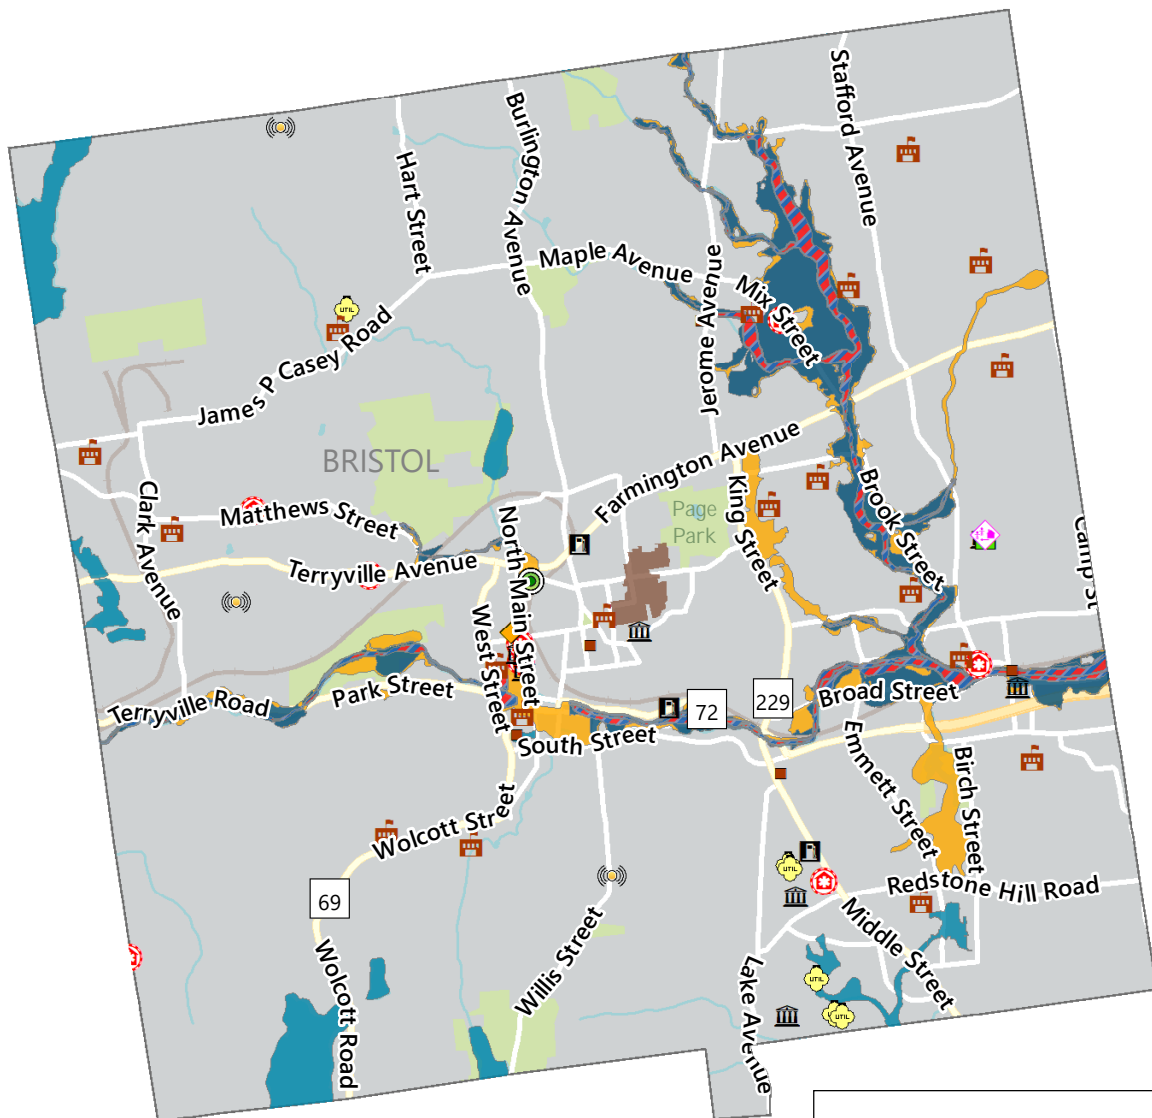 Stafford Avenue
Burlington Avenue
Hart Street
Maple Avenue
Jerome Avenue
Mix Street
UTIL
James P Casey Road
BRISTOL
Farmington Avenue
Clark Avenue
Matthews Street
North Main Street
Page
Park
King Street
Brook Street
Camp St
Terryville Avenue
West Street
Terryville Road
Park Street
72
229
Broad Street
South Street
Emmett Street
Birch Street
Wolcott Street
UTIL
69
Redstone Hill Road
Middle Street
Wolcott Road
Willis Street
Lake Avenue
UTIL
UTIL